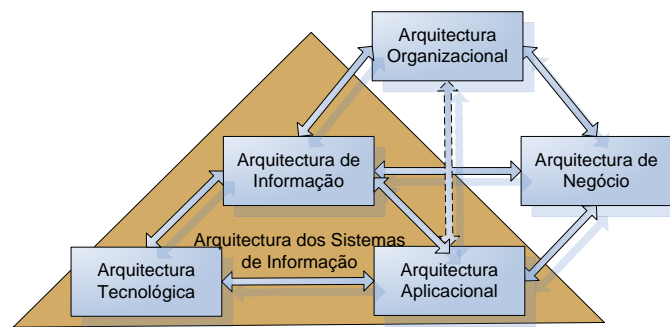 Arquitectura
Organizacional
Arquitectura de
Informação
Arquitectura de
Negócio
Arquitectura dos Sistemas
de Informação
Arquitectura
Tecnológica
Arquitectura
Aplicacional